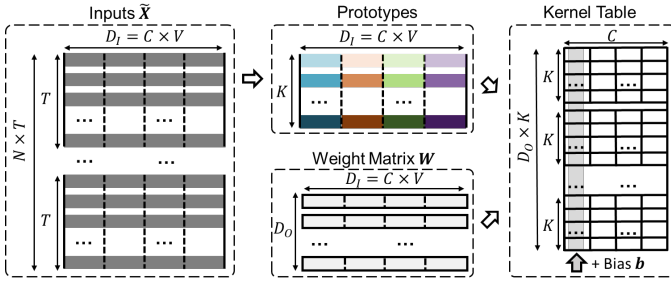 Inputs X̃
D_I = C × V
N × T
T
...
...
...
...
T
...
...
Prototypes
D_I = C × V
K
...
...
Weight Matrix W
D_I = C × V
D_O
...
...
Kernel Table
C
D_O × K
K
...
...
K
...
...
...
...
K
...
...
+ Bias b